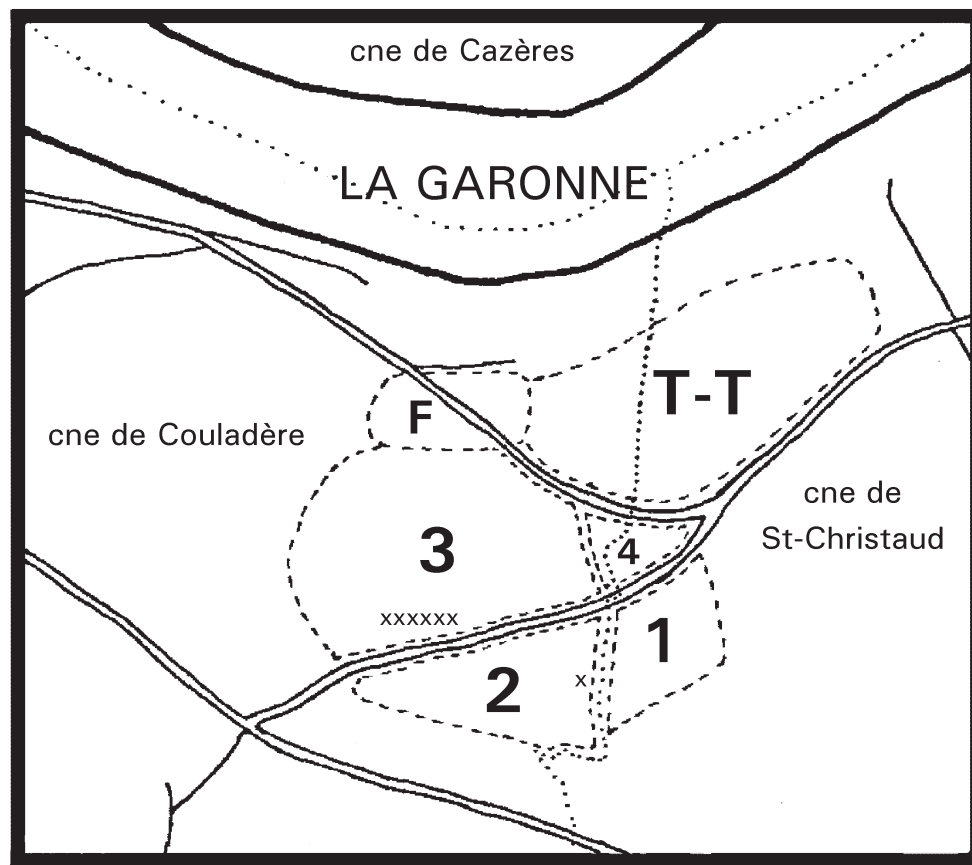 cne de Cazères
LA GARONNE
T-T
F
cne de Couladère
cne de
St-Christaud
3
4
xxxxxx
1
2
x